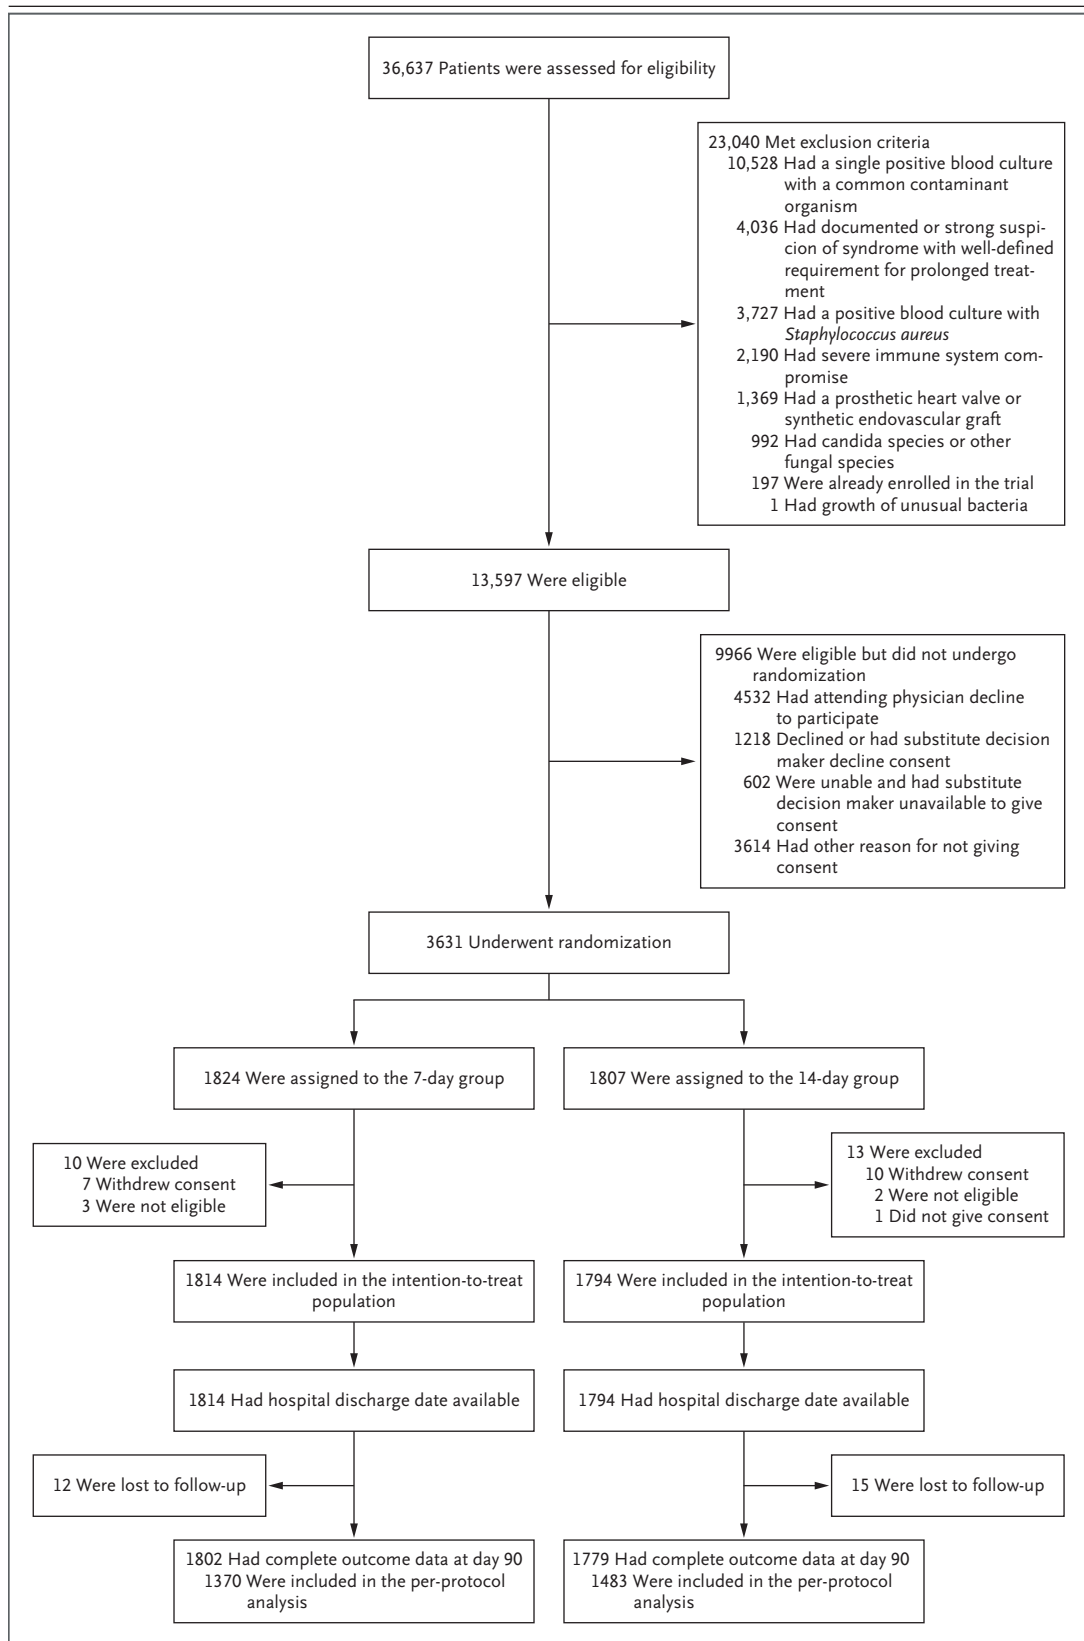 36,637 Patients were assessed for eligibility
23,040 Met exclusion criteria
10,528 Had a single positive blood culture
with a common contaminant
organism
4,036 Had documented or strong suspi-
cion of syndrome with well-defined
requirement for prolonged treat-
ment
3,727 Had a positive blood culture with
Staphylococcus aureus
2,190 Had severe immune system com-
promise
1,369 Had a prosthetic heart valve or
synthetic endovascular graft
992 Had candida species or other
fungal species
197 Were already enrolled in the trial
1 Had growth of unusual bacteria
13,597 Were eligible
9966 Were eligible but did not undergo
randomization
4532 Had attending physician decline
to participate
1218 Declined or had substitute decision
maker decline consent
602 Were unable and had substitute
decision maker unavailable to give
consent
3614 Had other reason for not giving
consent
3631 Underwent randomization
1824 Were assigned to the 7-day group
1807 Were assigned to the 14-day group
10 Were excluded
7 Withdrew consent
3 Were not eligible
13 Were excluded
10 Withdrew consent
2 Were not eligible
1 Did not give consent
1814 Were included in the intention-to-treat
population
1794 Were included in the intention-to-treat
population
1814 Had hospital discharge date available
1794 Had hospital discharge date available
12 Were lost to follow-up
15 Were lost to follow-up
1802 Had complete outcome data at day 90
1370 Were included in the per-protocol
analysis
1779 Had complete outcome data at day 90
1483 Were included in the per-protocol
analysis